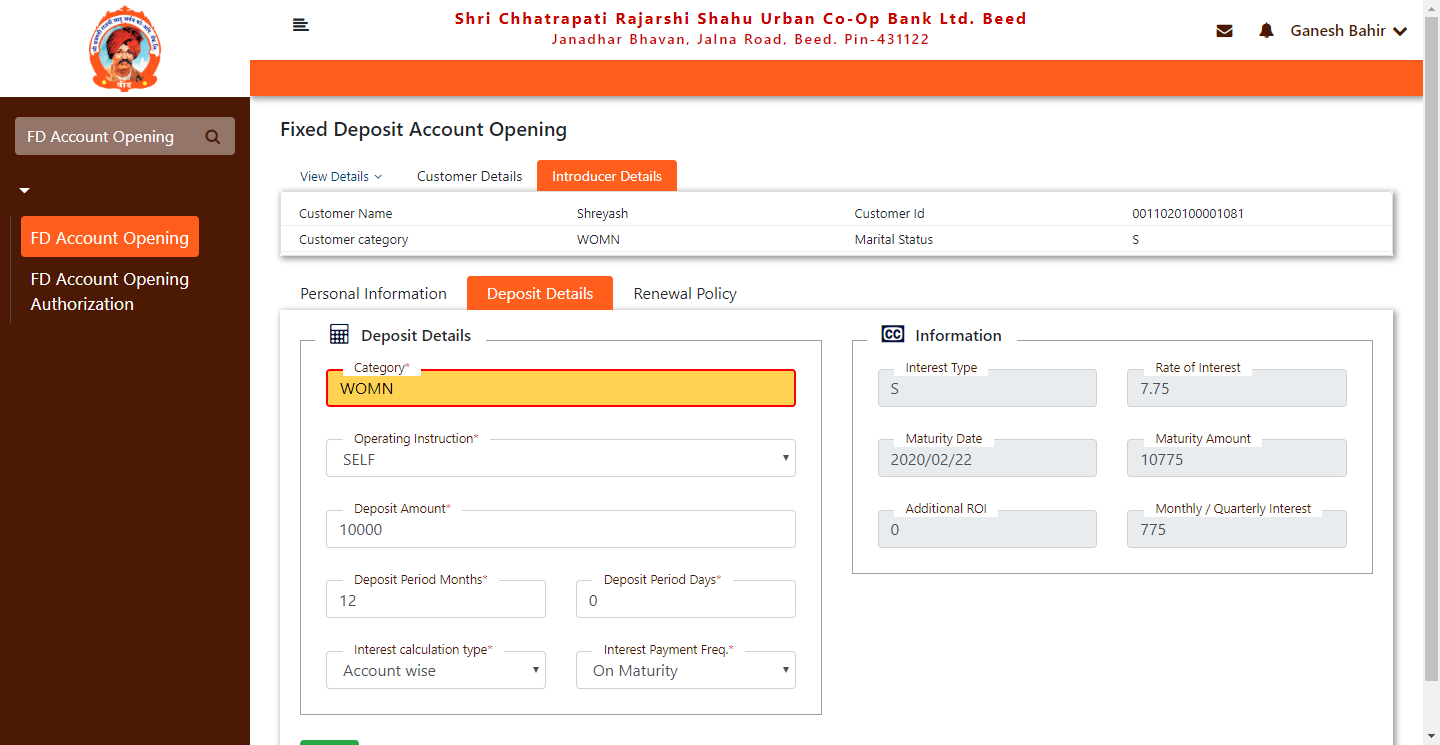 Shri Chhatrapati Rajarshi Shahu Urban Co-Op Bank Ltd. Beed
Janadhar Bhavan, Jalna Road, Beed. Pin-431122
Ganesh Bahir
बीड
FD Account Opening
FD Account Opening
FD Account Opening
Authorization
Fixed Deposit Account Opening
View Details Customer Details Introducer Details
Customer Name Shreyash Customer Id 0011020100001081
Customer category WOMN Marital Status S
Personal Information Deposit Details Renewal Policy
Deposit Details
Category*
WOMN
Operating Instruction*
SELF
Deposit Amount*
10000
Deposit Period Months* Deposit Period Days*
12 0
Interest calculation type* Interest Payment Freq.*
Account wise On Maturity
CC Information
Interest Type Rate of Interest
S 7.75
Maturity Date Maturity Amount
2020/02/22 10775
Additional ROI Monthly / Quarterly Interest
0 775